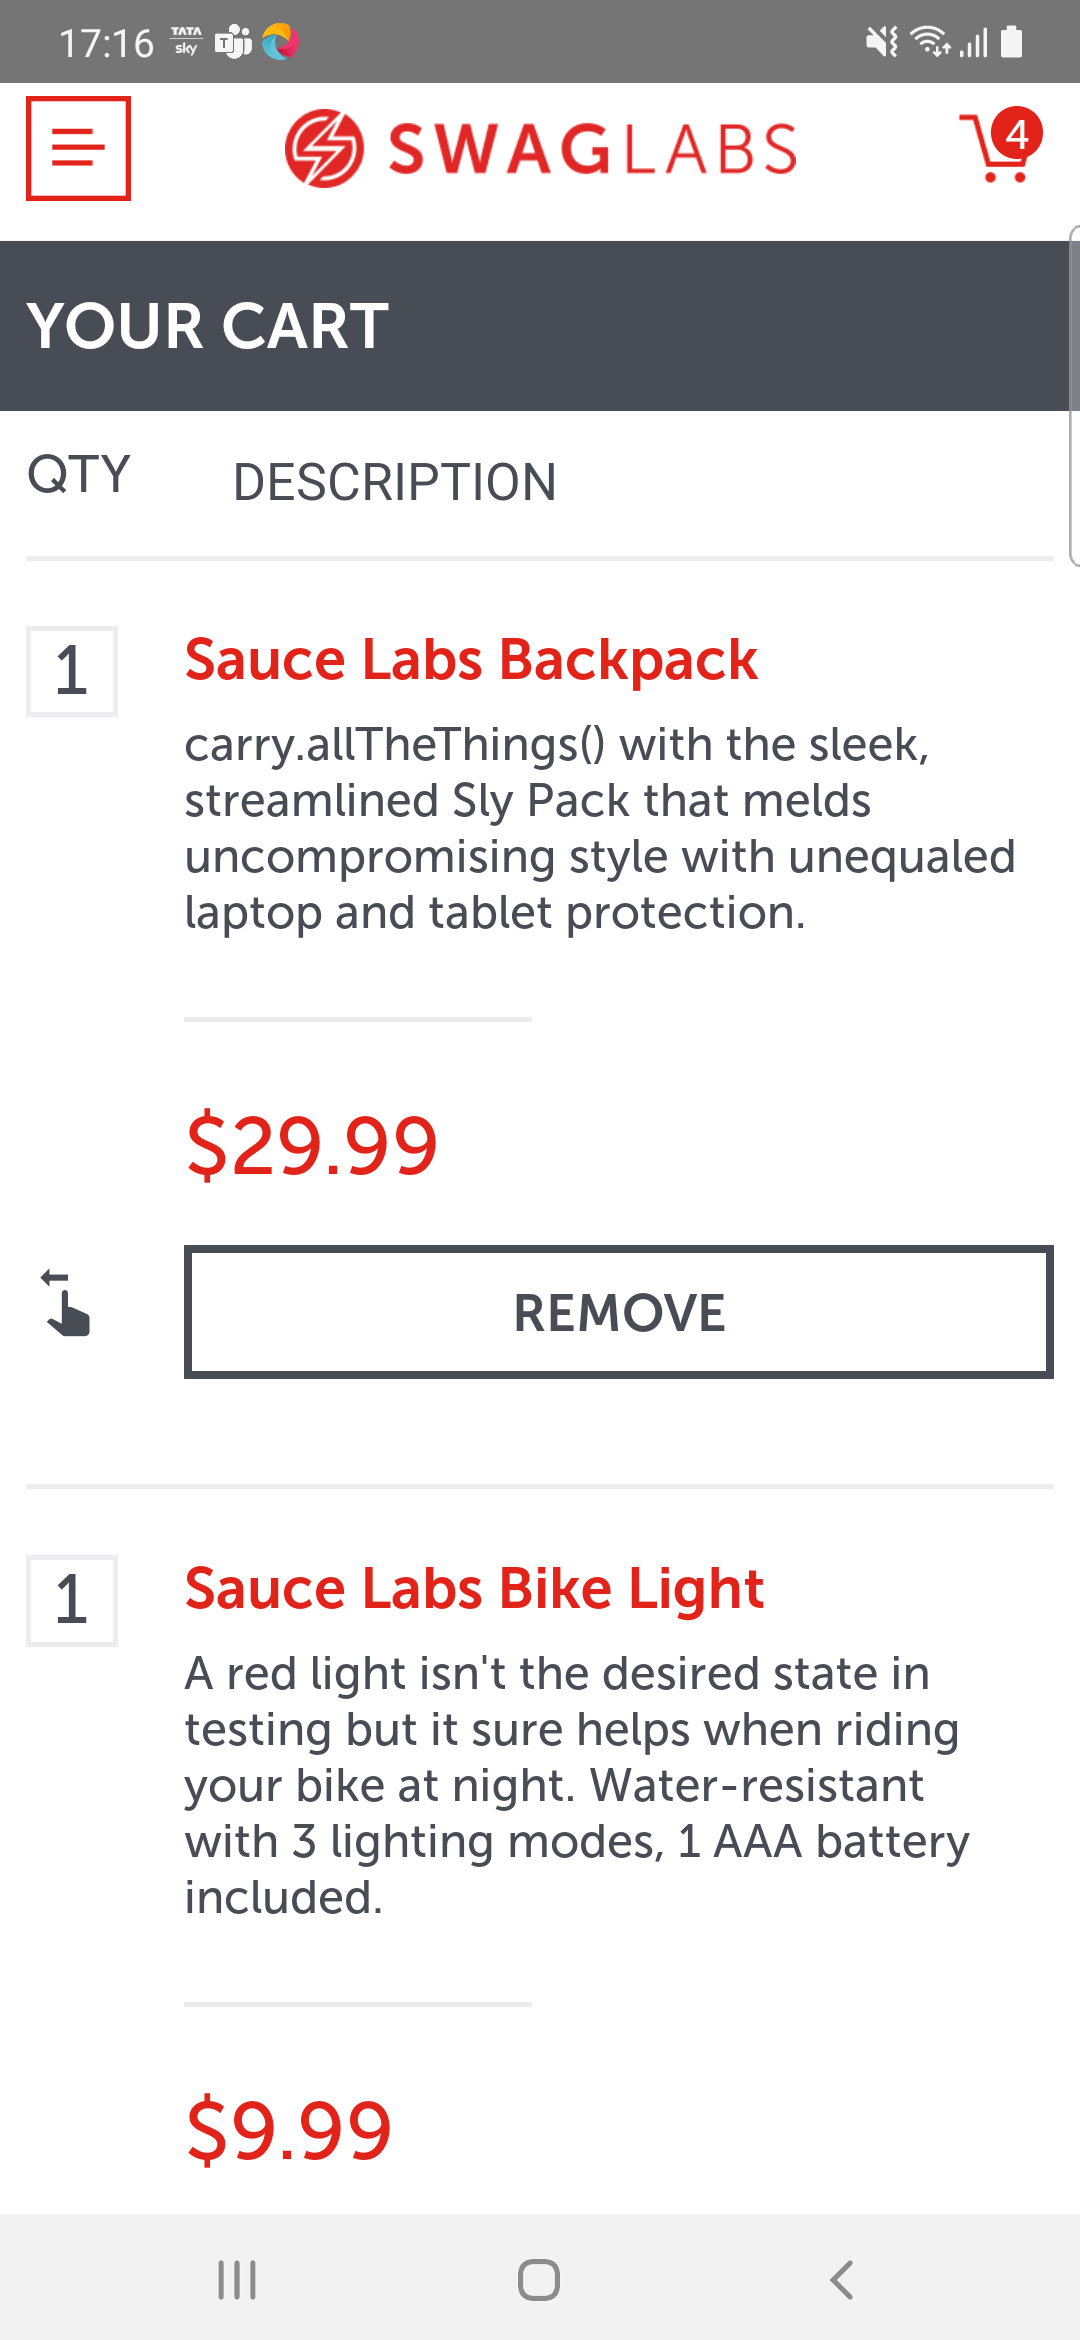 17:16 TATA sky T
SWAGLABS 4
YOUR CART
QTY DESCRIPTION
1 Sauce Labs Backpack
carry.allTheThings() with the sleek,
streamlined Sly Pack that melds
uncompromising style with unequaled
laptop and tablet protection.
$29.99
REMOVE
1 Sauce Labs Bike Light
A red light isn't the desired state in
testing but it sure helps when riding
your bike at night. Water-resistant
with 3 lighting modes, 1 AAA battery
included.
$9.99